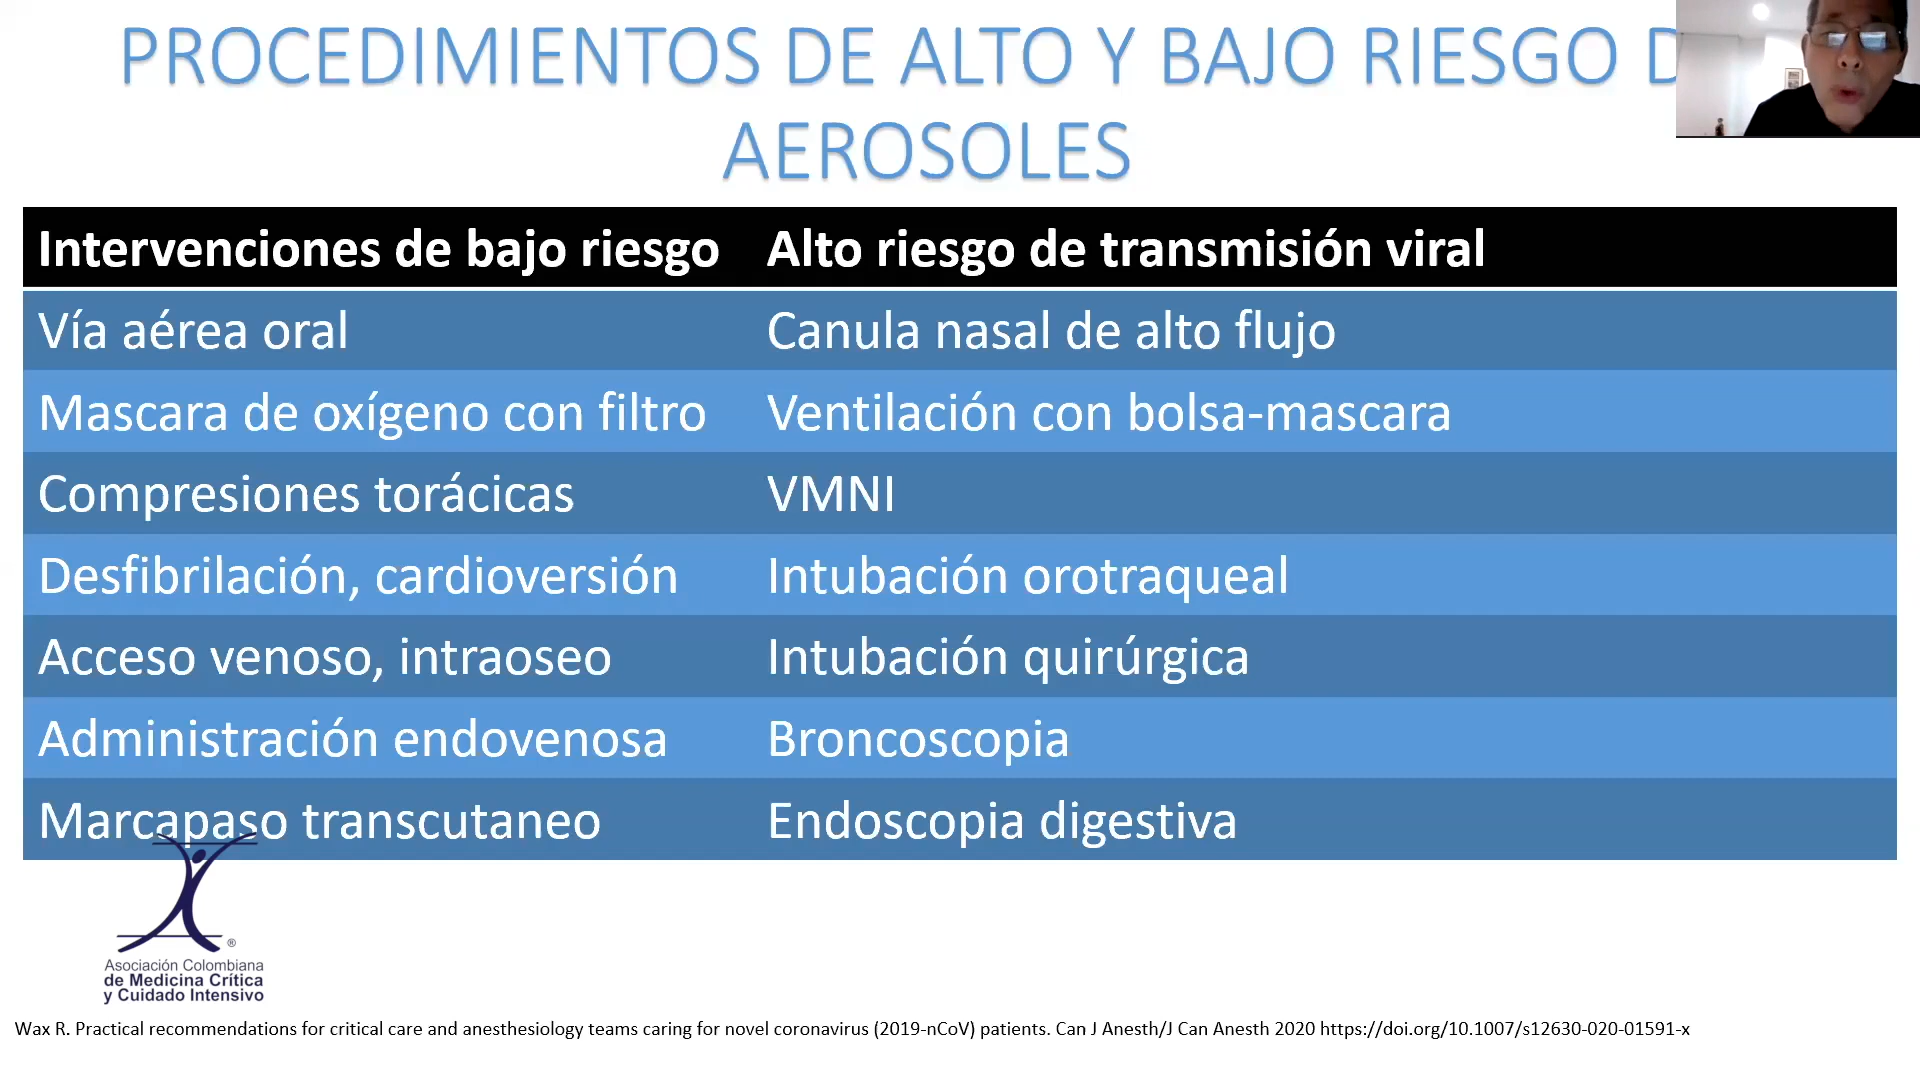 PROCEDIMIENTOS DE ALTO Y BAJO RIESGO
AEROSOLES
Intervenciones de bajo riesgo Alto riesgo de transmisión viral
Vía aérea oral Canula nasal de alto flujo
Mascara de oxígeno con filtro Ventilación con bolsa-mascara
Compresiones torácicas VMNI
Desfibrilación, cardioversión Intubación orotraqueal
Acceso venoso, intraoseo Intubación quirúrgica
Administración endovenosa Broncoscopia
Marcapaso transcutaneo Endoscopia digestiva
®
Asociación Colombiana
de Medicina Crítica
y Cuidado Intensivo
Wax R. Practical recommendations for critical care and anesthesiology teams caring for novel coronavirus (2019-nCoV) patients. Can J Anesth/J Can Anesth 2020 https://doi.org/10.1007/s12630-020-01591-x